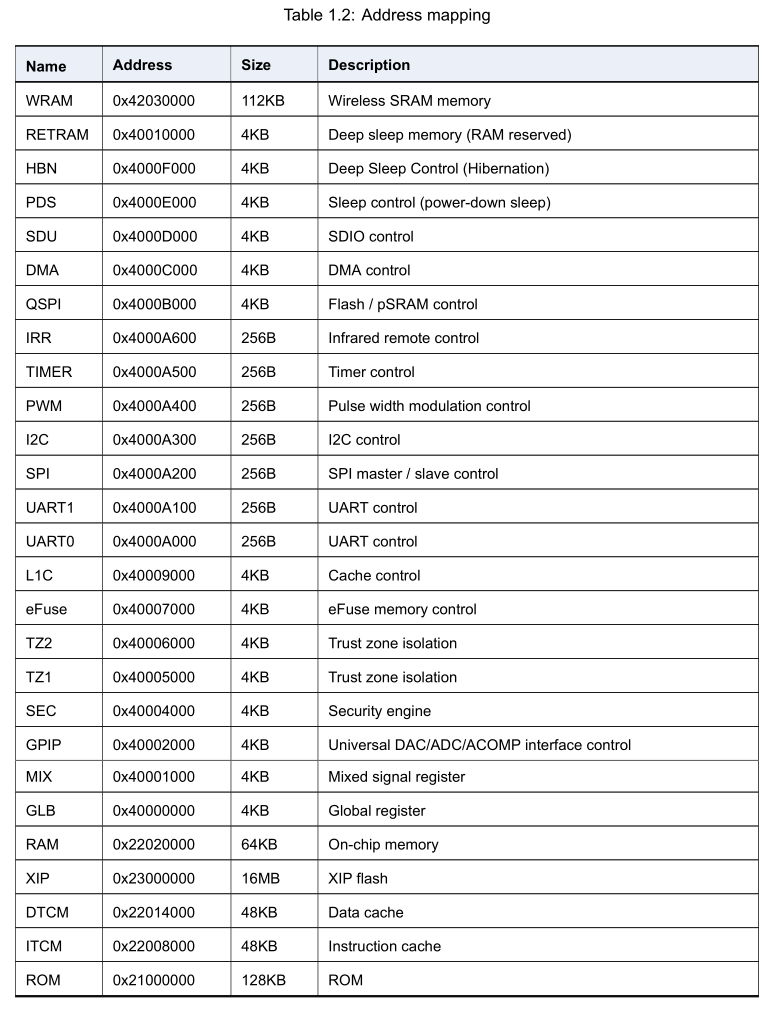 Table 1.2: Address mapping
Name Address Size Description
WRAM 0x42030000 112KB Wireless SRAM memory
RETRAM 0x40010000 4KB Deep sleep memory (RAM reserved)
HBN 0x4000F000 4KB Deep Sleep Control (Hibernation)
PDS 0x4000E000 4KB Sleep control (power-down sleep)
SDU 0x4000D000 4KB SDIO control
DMA 0x4000C000 4KB DMA control
QSPI 0x4000B000 4KB Flash / pSRAM control
IRR 0x4000A600 256B Infrared remote control
TIMER 0x4000A500 256B Timer control
PWM 0x4000A400 256B Pulse width modulation control
I2C 0x4000A300 256B I2C control
SPI 0x4000A200 256B SPI master / slave control
UART1 0x4000A100 256B UART control
UART0 0x4000A000 256B UART control
L1C 0x40009000 4KB Cache control
eFuse 0x40007000 4KB eFuse memory control
TZ2 0x40006000 4KB Trust zone isolation
TZ1 0x40005000 4KB Trust zone isolation
SEC 0x40004000 4KB Security engine
GPIP 0x40002000 4KB Universal DAC/ADC/ACOMP interface control
MIX 0x40001000 4KB Mixed signal register
GLB 0x40000000 4KB Global register
RAM 0x22020000 64KB On-chip memory
XIP 0x23000000 16MB XIP flash
DTCM 0x22014000 48KB Data cache
ITCM 0x22008000 48KB Instruction cache
ROM 0x21000000 128KB ROM